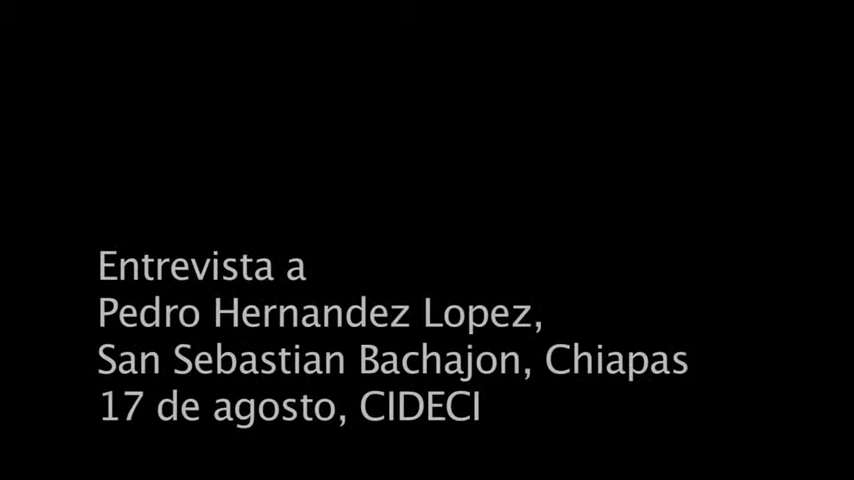 Entrevista a
Pedro Hernandez Lopez,
San Sebastian Bachajon, Chiapas
17 de agosto, CIDECI